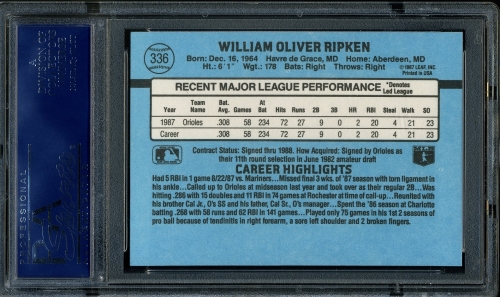 336
WILLIAM OLIVER RIPKEN
Born: Dec. 16, 1964 Havre de Grace, MD Home: Aberdeen, MD
Ht.: 6'1" Wgt.: 178 Bats: Right Throws: Right
©1987 LEAF, INC.
Printed in USA
RECENT MAJOR LEAGUE PERFORMANCE *Denotes Led League
Year Team Name Bat. Avg. Games At Bat Hits Runs 2B 3B HR RBI Steal Walk SO
1987 Orioles .308 58 234 72 27 9 0 2 20 4 21 23
Career .308 58 234 72 27 9 0 2 20 4 21 23
Contract Status: Signed thru 1988. How Acquired: Signed by Orioles as
their 11th round selection in June 1982 amateur draft
CAREER HIGHLIGHTS
Had 5 RBI in 1 game 8/22/87 vs. Mariners...Missed final 3 wks. of '87 season with torn ligament in
his ankle...Called up to Orioles at midseason last year and took over as their regular 2B...Was
hitting .286 with 15 doubles and 11 RBI in 74 games at Rochester at time of call-up...Reunited
with his brother Cal Jr., O's SS and his father, Cal Sr., O's manager...Spent the '86 season at Charlotte
batting .268 with 58 runs and 62 RBI in 141 games...Played only 75 games in his 1st 2 seasons of
pro ball because of tendinitis in right forearm, a sore left shoulder and 2 broken fingers.
PROFESSIONAL
PSA